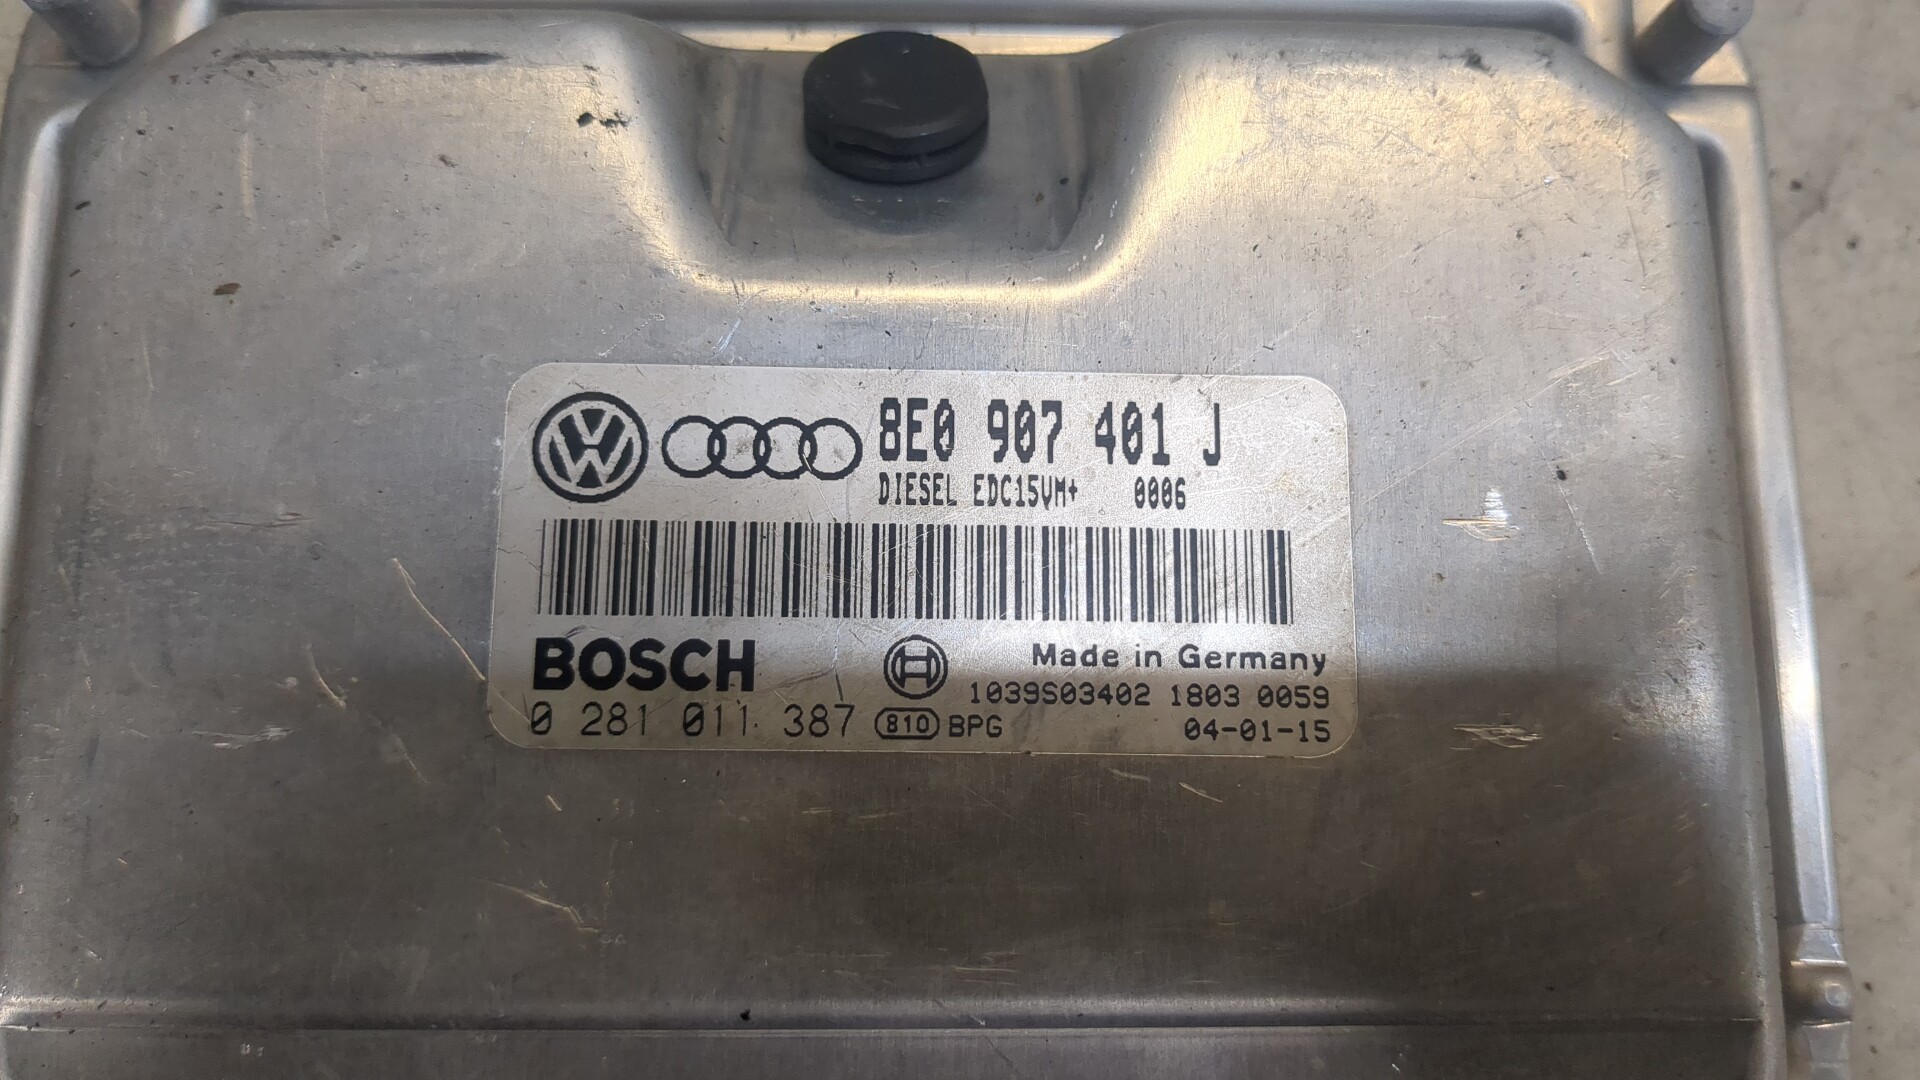 8E0 907 401 J
DIESEL EDC15VM+ 0006
BOSCH
Made in Germany
1039S03402 1803 0059
0 281 011 387 810 BPG 04-01-15